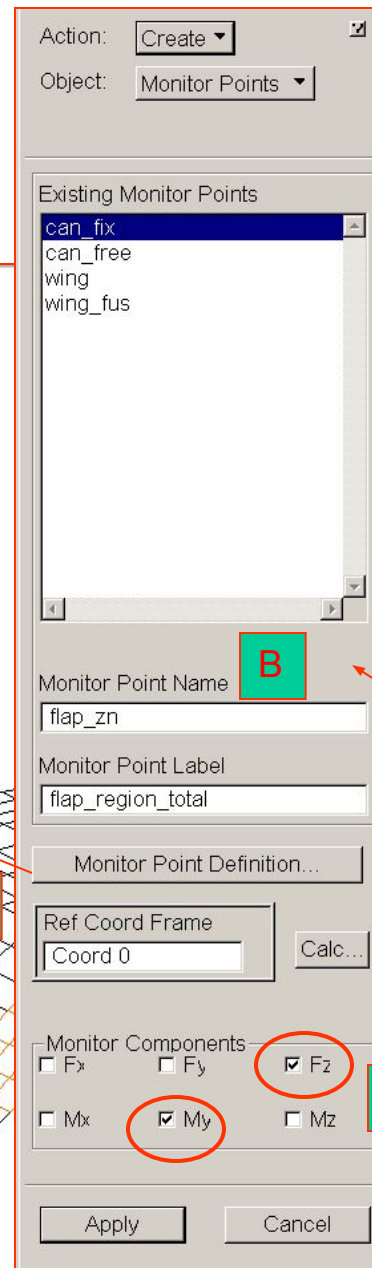 Action: Create
Object: Monitor Points
Existing Monitor Points
can_fix
can_free
wing
wing_fus
B
Monitor Point Name
flap_zn
Monitor Point Label
flap_region_total
Monitor Point Definition...
Ref Coord Frame
Coord 0
Calc...
Monitor Components
Fx Fy Fz
Mx My Mz
Apply Cancel